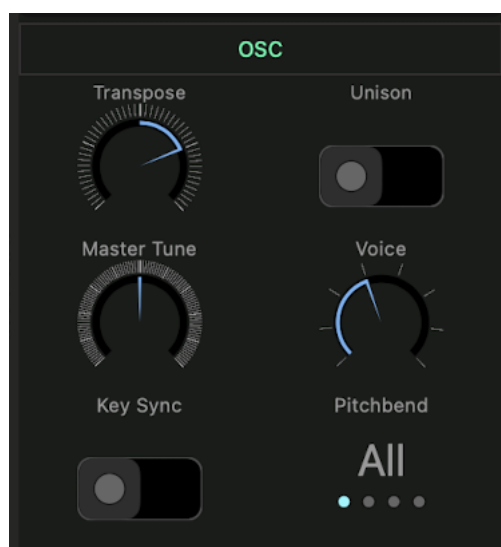 OSC
Transpose
Unison
Master Tune
Voice
Key Sync
Pitchbend
All